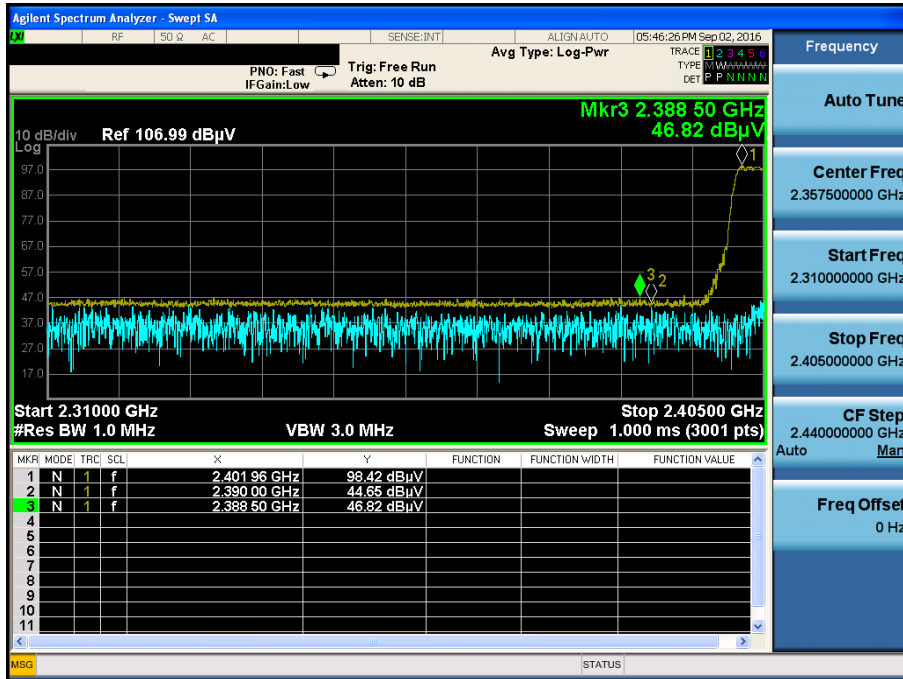 Agilent Spectrum Analyzer - Swept SA
LXI RF 50 Ω AC SENSE:INT ALIGN AUTO 05:46:26 PM Sep 02, 2016
Avg Type: Log-Pwr
TRACE 1 2 3 4 5 6
PNO: Fast Trig: Free Run TYPE M WWWWWW
IFGain:Low Atten: 10 dB DET P P N N N N
Mkr3 2.388 50 GHz
46.82 dBµV
10 dB/div Ref 106.99 dBµV
Log
97.0
87.0
77.0
67.0
57.0
47.0
37.0
27.0
17.0
1
3 2
Start 2.31000 GHz Stop 2.40500 GHz
#Res BW 1.0 MHz VBW 3.0 MHz Sweep 1.000 ms (3001 pts)
MKR MODE TRC SCL X Y FUNCTION FUNCTION WIDTH FUNCTION VALUE
1 N 1 f 2.401 96 GHz 98.42 dBµV
2 N 1 f 2.390 00 GHz 44.65 dBµV
3 N 1 f 2.388 50 GHz 46.82 dBµV
4
5
6
7
8
9
10
11
MSG STATUS
Frequency
Auto Tune
Center Freq
2.357500000 GHz
Start Freq
2.310000000 GHz
Stop Freq
2.405000000 GHz
CF Step
2.440000000 GHz
Auto Man
Freq Offset
0 Hz